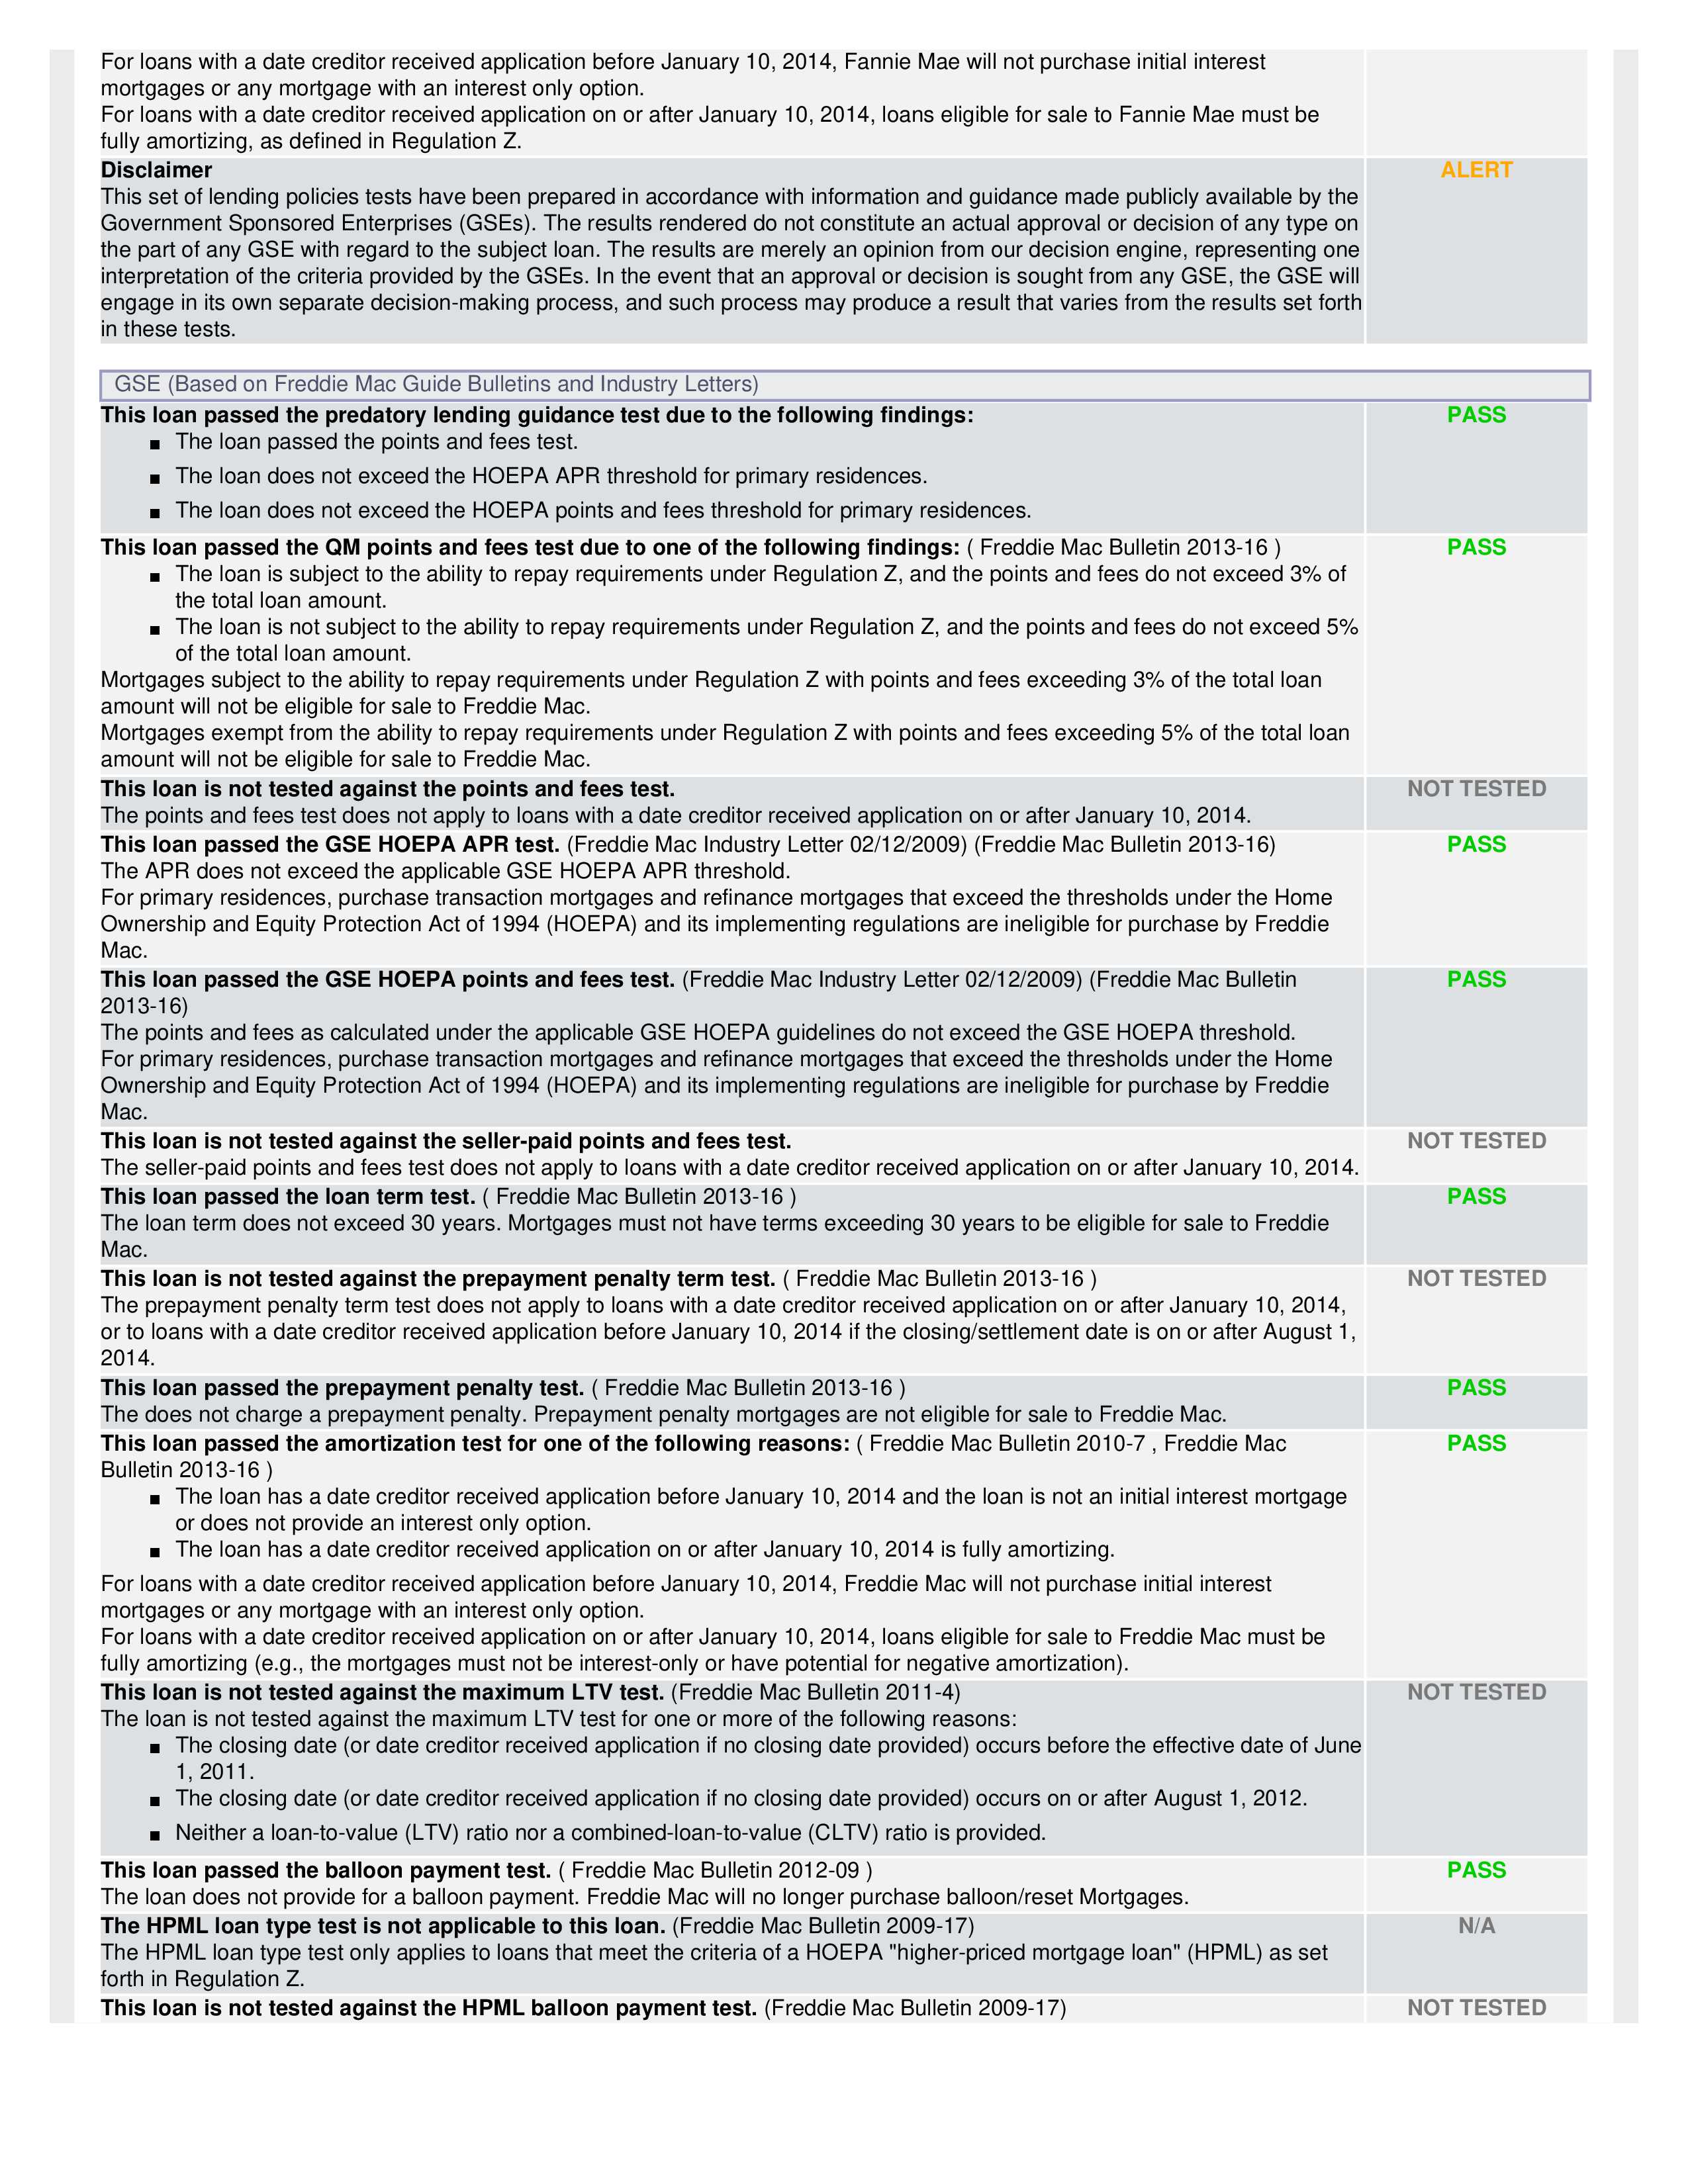 For loans with a date creditor received application before January 10, 2014, Fannie Mae will not purchase initial interest
mortgages or any mortgage with an interest only option.
For loans with a date creditor received application on or after January 10, 2014, loans eligible for sale to Fannie Mae must be
fully amortizing, as defined in Regulation Z.
Disclaimer ALERT
This set of lending policies tests have been prepared in accordance with information and guidance made publicly available by the
Government Sponsored Enterprises (GSEs). The results rendered do not constitute an actual approval or decision of any type on
the part of any GSE with regard to the subject loan. The results are merely an opinion from our decision engine, representing one
interpretation of the criteria provided by the GSEs. In the event that an approval or decision is sought from any GSE, the GSE will
engage in its own separate decision-making process, and such process may produce a result that varies from the results set forth
in these tests.
GSE (Based on Freddie Mac Guide Bulletins and Industry Letters)
This loan passed the predatory lending guidance test due to the following findings: PASS
■ The loan passed the points and fees test.
■ The loan does not exceed the HOEPA APR threshold for primary residences.
■ The loan does not exceed the HOEPA points and fees threshold for primary residences.
This loan passed the QM points and fees test due to one of the following findings: ( Freddie Mac Bulletin 2013-16 ) PASS
■ The loan is subject to the ability to repay requirements under Regulation Z, and the points and fees do not exceed 3% of
the total loan amount.
■ The loan is not subject to the ability to repay requirements under Regulation Z, and the points and fees do not exceed 5%
of the total loan amount.
Mortgages subject to the ability to repay requirements under Regulation Z with points and fees exceeding 3% of the total loan
amount will not be eligible for sale to Freddie Mac.
Mortgages exempt from the ability to repay requirements under Regulation Z with points and fees exceeding 5% of the total loan
amount will not be eligible for sale to Freddie Mac.
This loan is not tested against the points and fees test. NOT TESTED
The points and fees test does not apply to loans with a date creditor received application on or after January 10, 2014.
This loan passed the GSE HOEPA APR test. (Freddie Mac Industry Letter 02/12/2009) (Freddie Mac Bulletin 2013-16) PASS
The APR does not exceed the applicable GSE HOEPA APR threshold.
For primary residences, purchase transaction mortgages and refinance mortgages that exceed the thresholds under the Home
Ownership and Equity Protection Act of 1994 (HOEPA) and its implementing regulations are ineligible for purchase by Freddie
Mac.
This loan passed the GSE HOEPA points and fees test. (Freddie Mac Industry Letter 02/12/2009) (Freddie Mac Bulletin PASS
2013-16)
The points and fees as calculated under the applicable GSE HOEPA guidelines do not exceed the GSE HOEPA threshold.
For primary residences, purchase transaction mortgages and refinance mortgages that exceed the thresholds under the Home
Ownership and Equity Protection Act of 1994 (HOEPA) and its implementing regulations are ineligible for purchase by Freddie
Mac.
This loan is not tested against the seller-paid points and fees test. NOT TESTED
The seller-paid points and fees test does not apply to loans with a date creditor received application on or after January 10, 2014.
This loan passed the loan term test. ( Freddie Mac Bulletin 2013-16 ) PASS
The loan term does not exceed 30 years. Mortgages must not have terms exceeding 30 years to be eligible for sale to Freddie
Mac.
This loan is not tested against the prepayment penalty term test. ( Freddie Mac Bulletin 2013-16 ) NOT TESTED
The prepayment penalty term test does not apply to loans with a date creditor received application on or after January 10, 2014,
or to loans with a date creditor received application before January 10, 2014 if the closing/settlement date is on or after August 1,
2014.
This loan passed the prepayment penalty test. ( Freddie Mac Bulletin 2013-16 ) PASS
The does not charge a prepayment penalty. Prepayment penalty mortgages are not eligible for sale to Freddie Mac.
This loan passed the amortization test for one of the following reasons: ( Freddie Mac Bulletin 2010-7 , Freddie Mac PASS
Bulletin 2013-16 )
■ The loan has a date creditor received application before January 10, 2014 and the loan is not an initial interest mortgage
or does not provide an interest only option.
■ The loan has a date creditor received application on or after January 10, 2014 is fully amortizing.
For loans with a date creditor received application before January 10, 2014, Freddie Mac will not purchase initial interest
mortgages or any mortgage with an interest only option.
For loans with a date creditor received application on or after January 10, 2014, loans eligible for sale to Freddie Mac must be
fully amortizing (e.g., the mortgages must not be interest-only or have potential for negative amortization).
This loan is not tested against the maximum LTV test. (Freddie Mac Bulletin 2011-4) NOT TESTED
The loan is not tested against the maximum LTV test for one or more of the following reasons:
■ The closing date (or date creditor received application if no closing date provided) occurs before the effective date of June
1, 2011.
■ The closing date (or date creditor received application if no closing date provided) occurs on or after August 1, 2012.
■ Neither a loan-to-value (LTV) ratio nor a combined-loan-to-value (CLTV) ratio is provided.
This loan passed the balloon payment test. ( Freddie Mac Bulletin 2012-09 ) PASS
The loan does not provide for a balloon payment. Freddie Mac will no longer purchase balloon/reset Mortgages.
The HPML loan type test is not applicable to this loan. (Freddie Mac Bulletin 2009-17) N/A
The HPML loan type test only applies to loans that meet the criteria of a HOEPA "higher-priced mortgage loan" (HPML) as set
forth in Regulation Z.
This loan is not tested against the HPML balloon payment test. (Freddie Mac Bulletin 2009-17) NOT TESTED